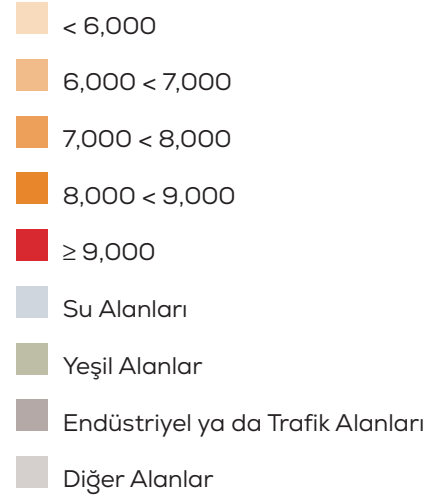 < 6,000
6,000 < 7,000
7,000 < 8,000
8,000 < 9,000
≥ 9,000
Su Alanları
Yeşil Alanlar
Endüstriyel ya da Trafik Alanları
Diğer Alanlar